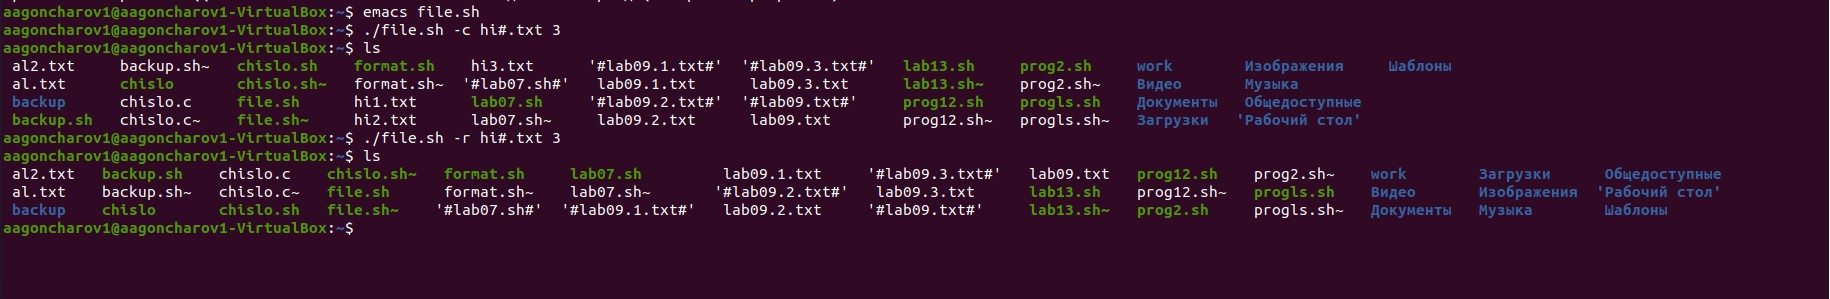 aagoncharov1@aagoncharov1-VirtualBox:~$ emacs file.sh
aagoncharov1@aagoncharov1-VirtualBox:~$ ./file.sh -c hi#.txt 3
aagoncharov1@aagoncharov1-VirtualBox:~$ ls
al2.txt backup.sh~ chislo.sh format.sh hi3.txt '#lab09.1.txt#' '#lab09.3.txt#' lab13.sh prog2.sh work Изображения Шаблоны
al.txt chislo chislo.sh~ format.sh~ '#lab07.sh#' lab09.1.txt lab09.3.txt lab13.sh~ prog2.sh~ Видео Музыка
backup chislo.c file.sh hi1.txt lab07.sh '#lab09.2.txt#' '#lab09.txt#' prog12.sh progls.sh Документы Общедоступные
backup.sh chislo.c~ file.sh~ hi2.txt lab07.sh~ lab09.2.txt lab09.txt prog12.sh~ progls.sh~ Загрузки 'Рабочий стол'
aagoncharov1@aagoncharov1-VirtualBox:~$ ./file.sh -r hi#.txt 3
aagoncharov1@aagoncharov1-VirtualBox:~$ ls
al2.txt backup.sh chislo.c chislo.sh~ format.sh lab07.sh lab09.1.txt '#lab09.3.txt#' lab09.txt prog12.sh prog2.sh~ work Загрузки Общедоступные
al.txt backup.sh~ chislo.c~ file.sh format.sh~ lab07.sh~ '#lab09.2.txt#' lab09.3.txt lab13.sh prog12.sh~ progls.sh Видео Изображения 'Рабочий стол'
backup chislo chislo.sh file.sh~ '#lab07.sh#' '#lab09.1.txt#' lab09.2.txt '#lab09.txt#' lab13.sh~ prog2.sh progls.sh~ Документы Музыка Шаблоны
aagoncharov1@aagoncharov1-VirtualBox:~$